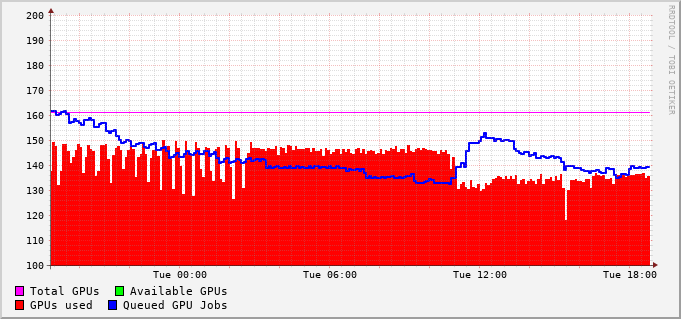 200
190
180
170
160
150
140
130
120
110
100
Tue 00:00 Tue 06:00 Tue 12:00 Tue 18:00
Total GPUs Available GPUs
GPUs used Queued GPU Jobs
RRDTOOL / TOBI OETIKER